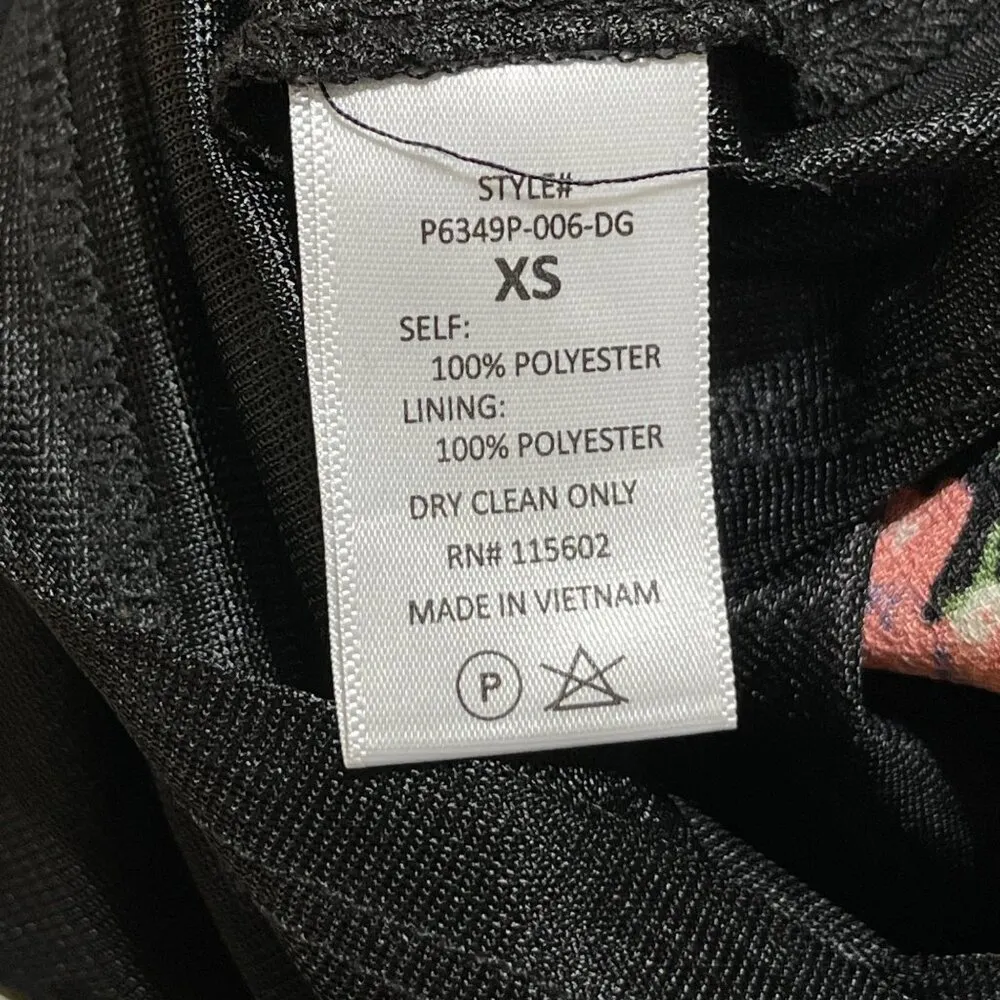 STYLE#
P6349P-006-DG
XS
SELF:
100% POLYESTER
LINING:
100% POLYESTER
DRY CLEAN ONLY
RN# 115602
MADE IN VIETNAM
P